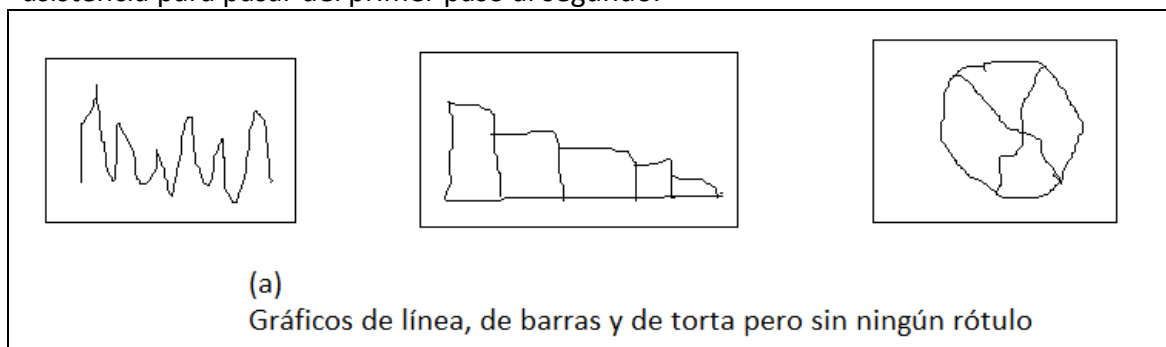 asistencia para pasar del primer paso al segundo.
(a)
Gráficos de línea, de barras y de torta pero sin ningún rótulo